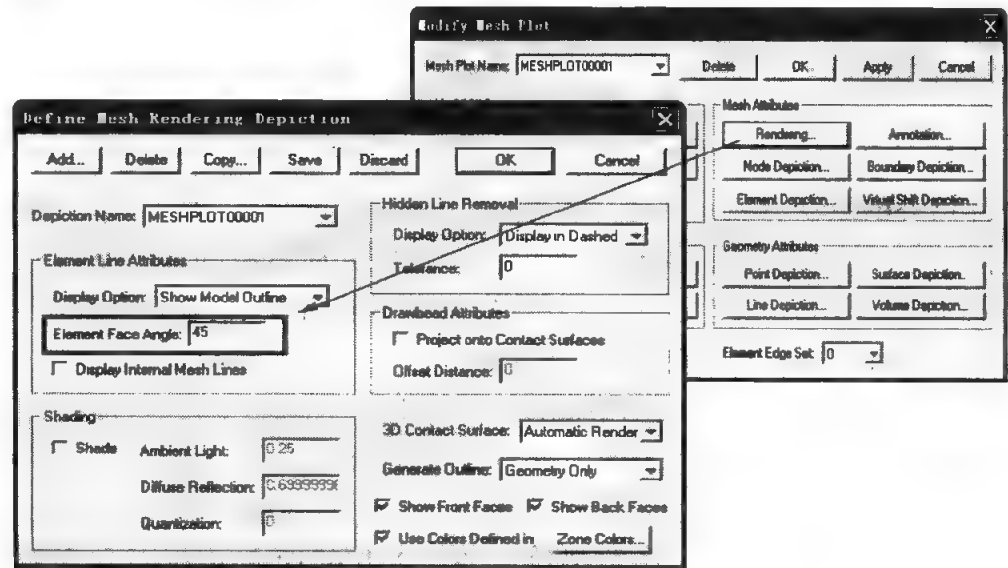 Modify Mesh Plot
Mesh Plot Name: MESHPLOT00001 Delete OK Apply Cancel
Mesh Attributes
Rendering... Annotation...
Node Depiction... Boundary Depiction...
Element Depiction... Virtual Shift Depiction...
Geometry Attributes
Point Depiction... Surface Depiction...
Line Depiction... Volume Depiction...
Element Edge Set: 0
Define Mesh Rendering Depiction
Add... Delete Copy... Save Discard OK Cancel
Depiction Name: MESHPLOT00001
Element Line Attributes
Display Option: Show Model Outline
Element Face Angle: 45
Display Internal Mesh Lines
Shading
Shade Ambient Light: 0.25
Diffuse Reflection: 0.6999999
Quantization: 0
Hidden Line Removal
Display Option: Display in Dashed
Tolerance: 0
Drawbead Attributes
Project onto Contact Surfaces
Offset Distance: 0
3D Contact Surface: Automatic Render
Generate Outline: Geometry Only
Show Front Faces Show Back Faces
Use Colors Defined in Zone Colors...